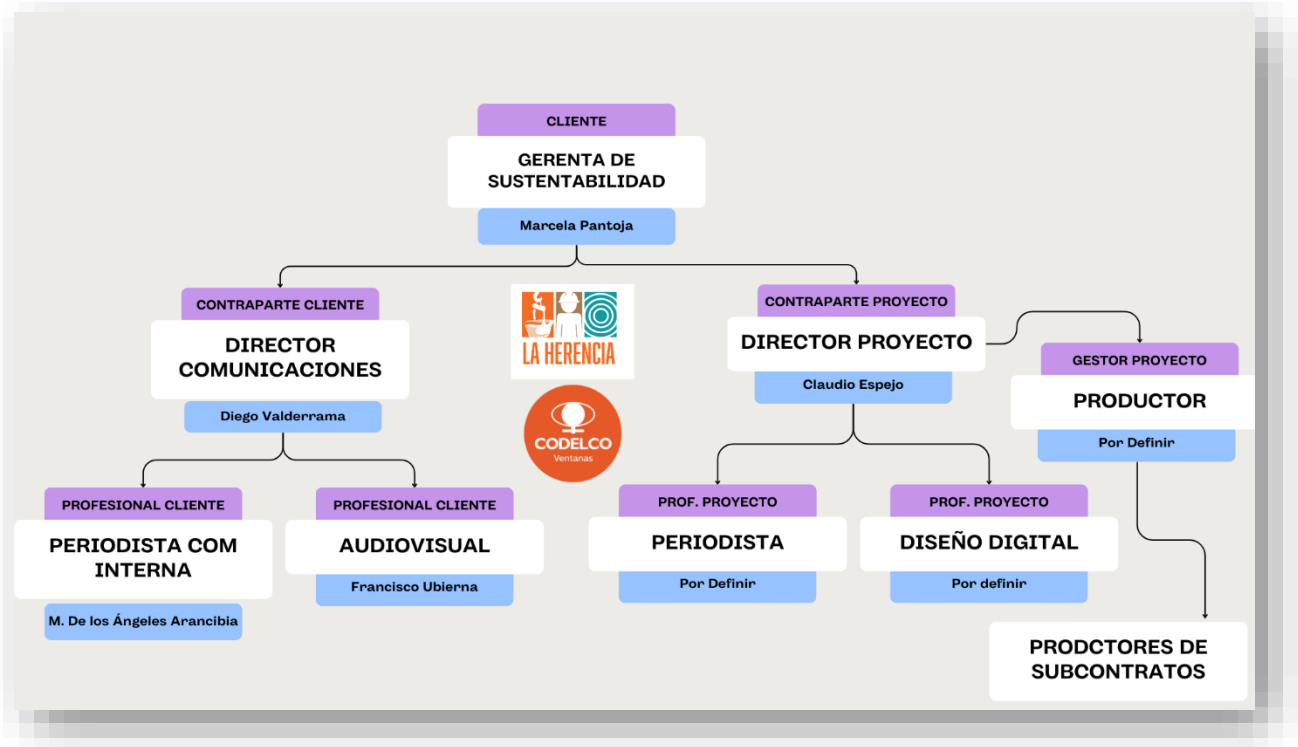 CLIENTE
GERENTA DE
SUSTENTABILIDAD
Marcela Pantoja
CONTRAPARTE CLIENTE
DIRECTOR
COMUNICACIONES
Diego Valderrama
LA HERENCIA
CODELCO
Ventanas
CONTRAPARTE PROYECTO
DIRECTOR PROYECTO
Claudio Espejo
GESTOR PROYECTO
PRODUCTOR
Por Definir
PROFESIONAL CLIENTE
PERIODISTA COM
INTERNA
M. De los Ángeles Arancibia
PROFESIONAL CLIENTE
AUDIOVISUAL
Francisco Ubierna
PROF. PROYECTO
PERIODISTA
Por Definir
PROF. PROYECTO
DISEÑO DIGITAL
Por definir
PRODCTORES DE
SUBCONTRATOS